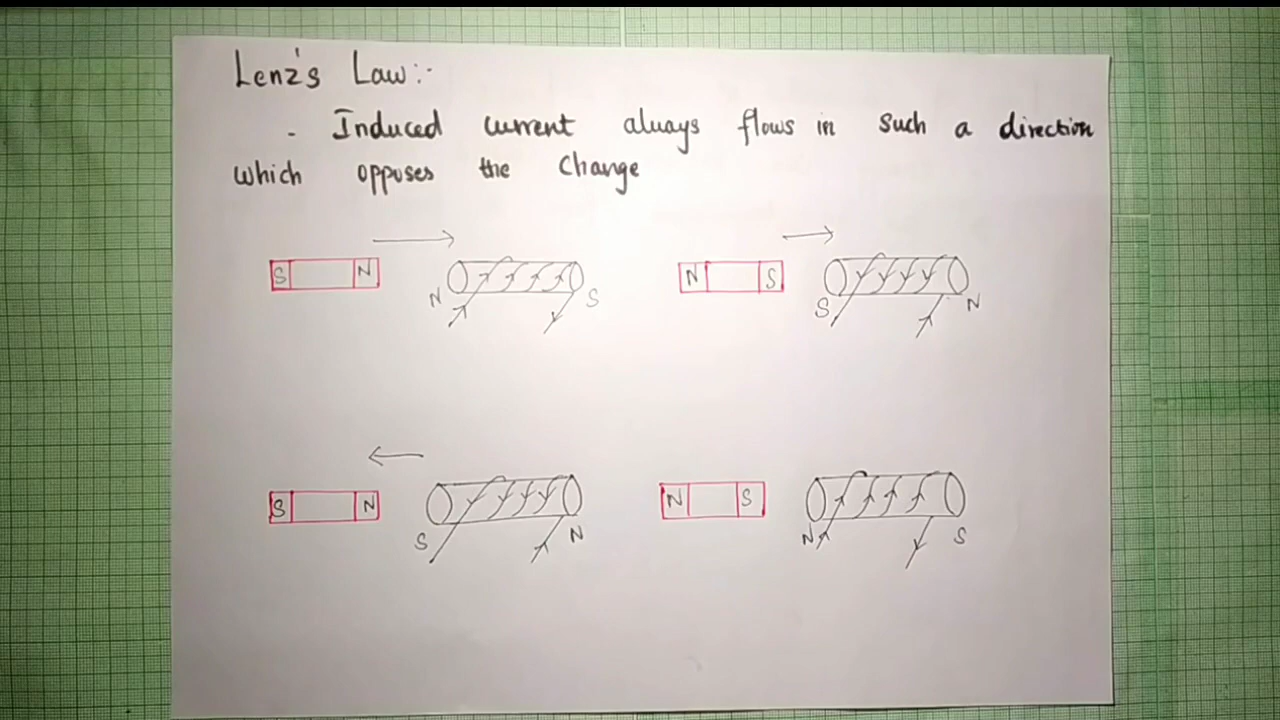 Lenz's Law:-
- Induced current always flows in such a direction
which opposes the change
S N N S
N S S N
S N S N
N S N S